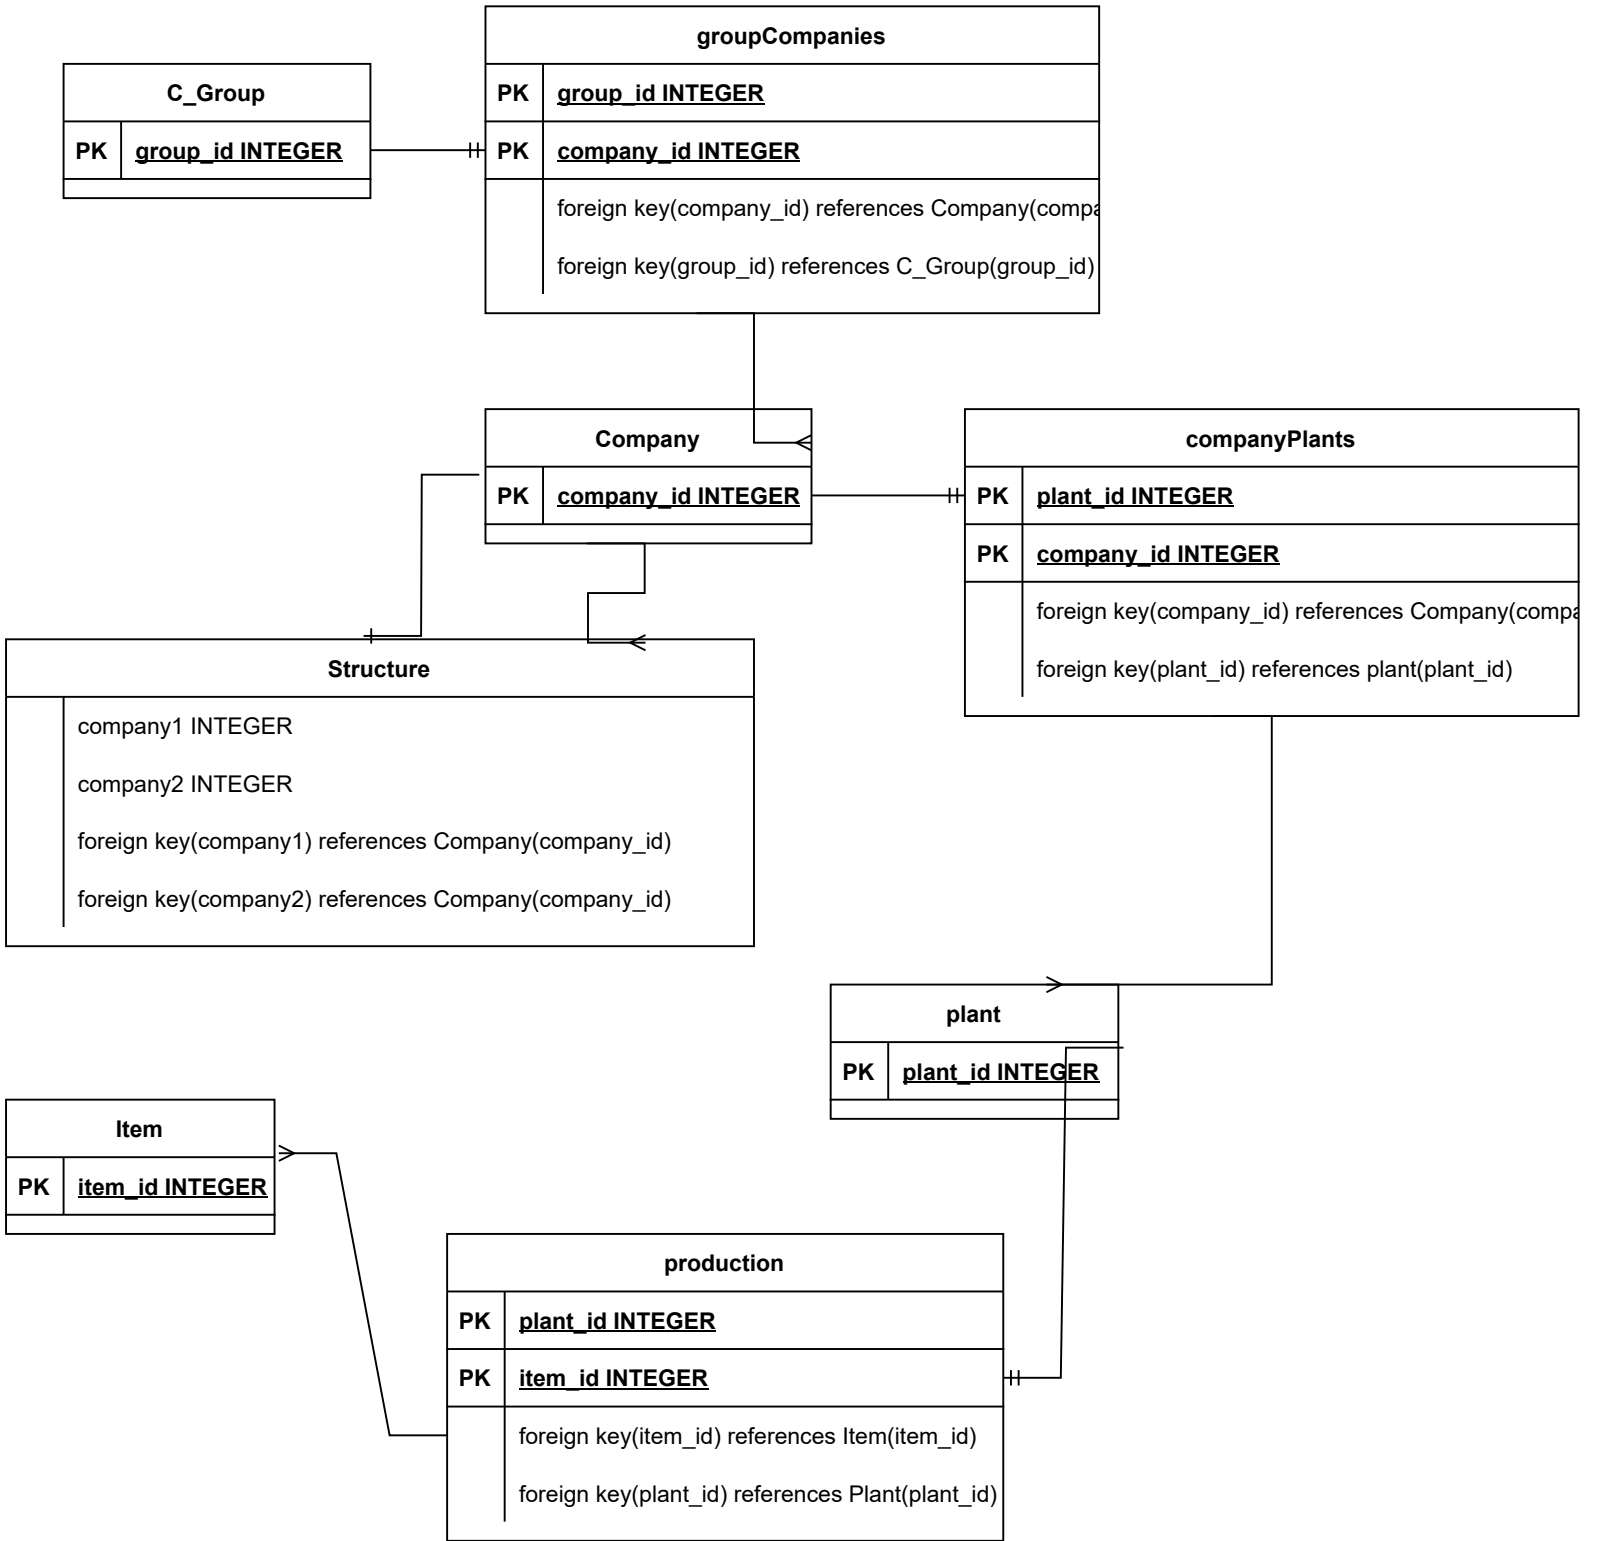 groupCompanies
PK group_id INTEGER
PK company_id INTEGER
foreign key(company_id) references Company(compa
foreign key(group_id) references C_Group(group_id)
C_Group
PK group_id INTEGER
Company
PK company_id INTEGER
companyPlants
PK plant_id INTEGER
PK company_id INTEGER
foreign key(company_id) references Company(compa
foreign key(plant_id) references plant(plant_id)
Structure
company1 INTEGER
company2 INTEGER
foreign key(company1) references Company(company_id)
foreign key(company2) references Company(company_id)
plant
PK plant_id INTEGER
Item
PK item_id INTEGER
production
PK plant_id INTEGER
PK item_id INTEGER
foreign key(item_id) references Item(item_id)
foreign key(plant_id) references Plant(plant_id)